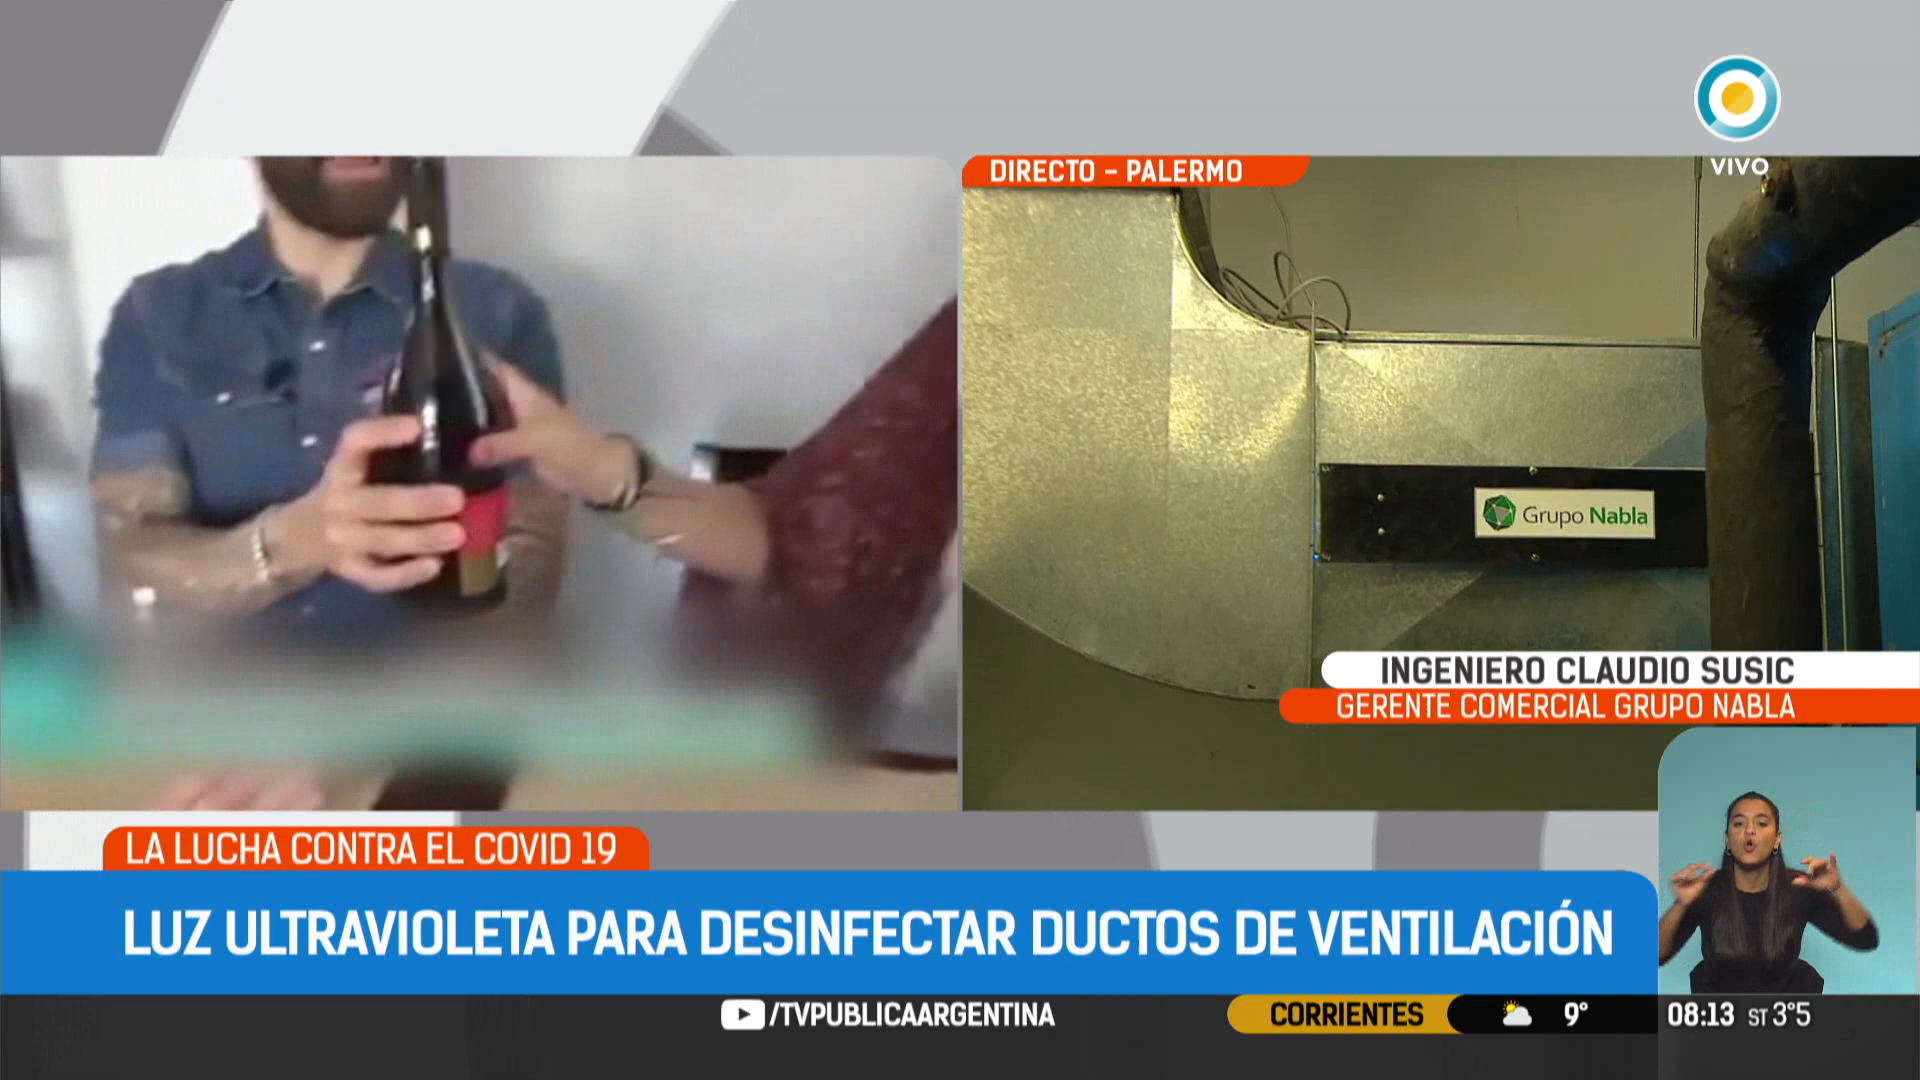 VIVO
DIRECTO – PALERMO
Grupo Nabla
INGENIERO CLAUDIO SUSIC
GERENTE COMERCIAL GRUPO NABLA
LA LUCHA CONTRA EL COVID 19
LUZ ULTRAVIOLETA PARA DESINFECTAR DUCTOS DE VENTILACIÓN
/TVPUBLICAARGENTINA
CORRIENTES 9° 08:13 ST 3°5